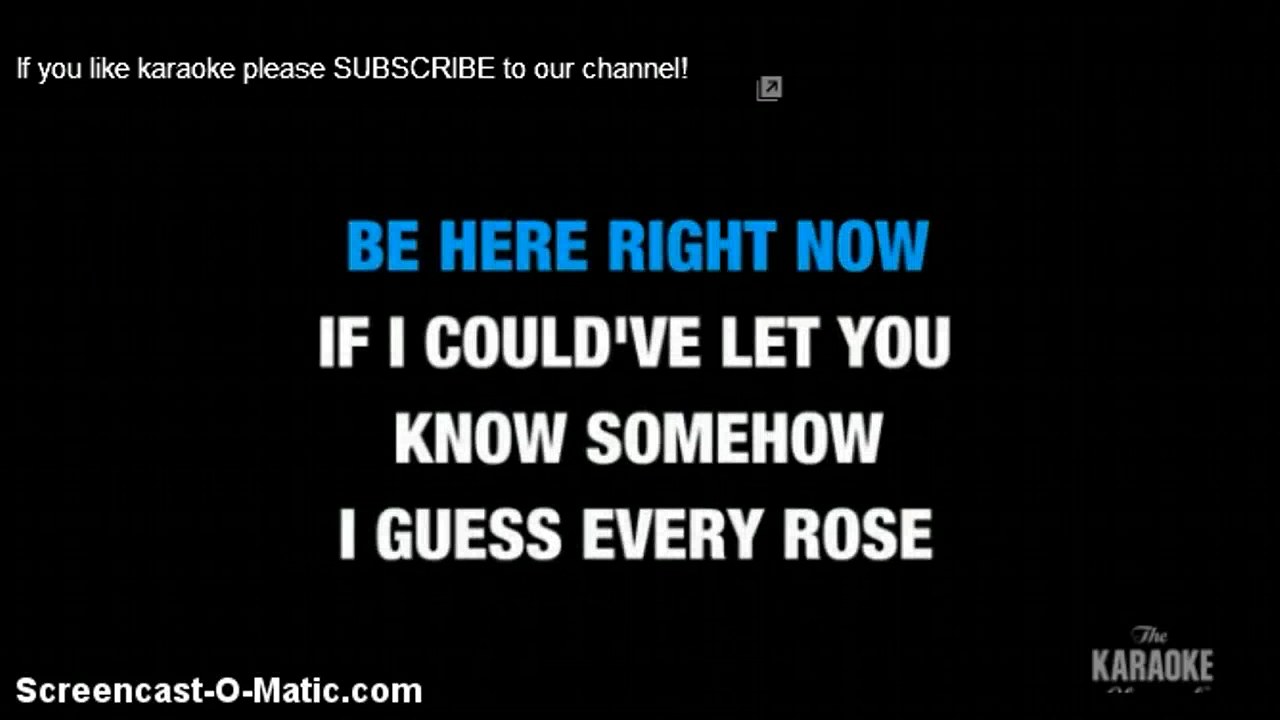 If you like karaoke please SUBSCRIBE to our channel!
BE HERE RIGHT NOW
IF I COULD'VE LET YOU
KNOW SOMEHOW
I GUESS EVERY ROSE
The
KARAOKE
Screencast-O-Matic.com